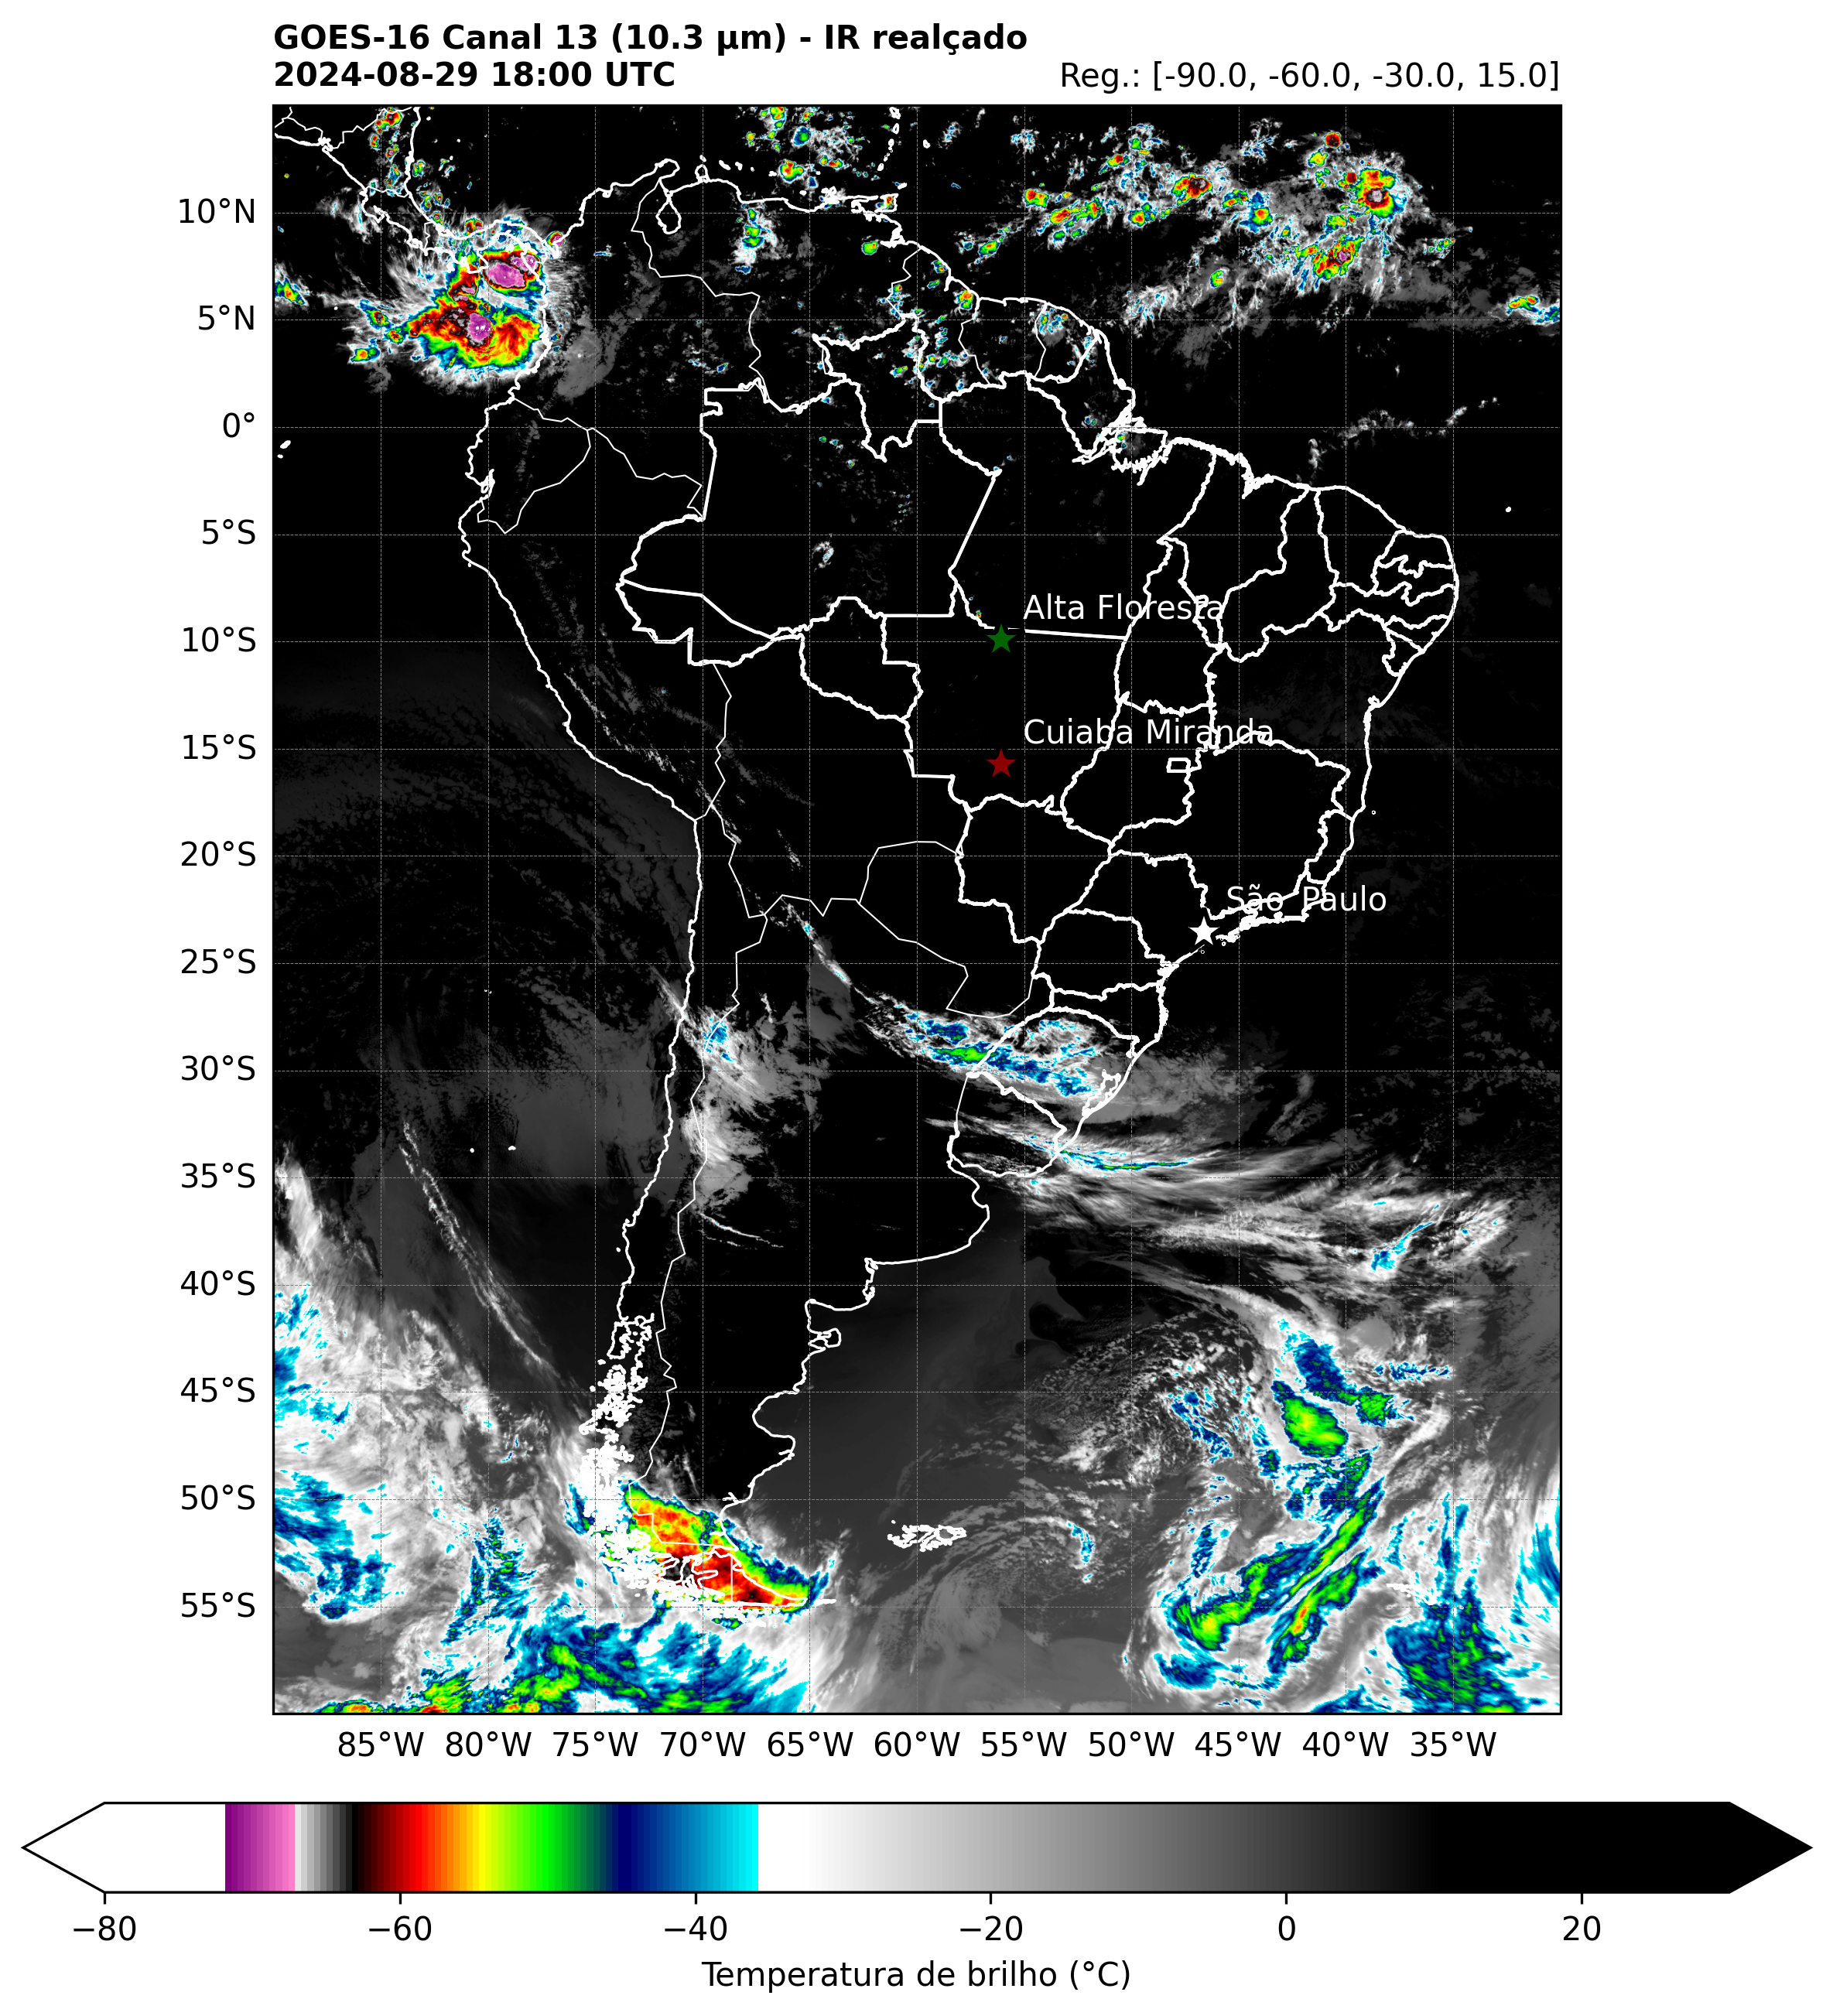 GOES-16 Canal 13 (10.3 µm) - IR realçado
2024-08-29 18:00 UTC Reg.: [-90.0, -60.0, -30.0, 15.0]
10°N
5°N
0°
5°S
Alta Floresta
10°S
Cuiaba Miranda
15°S
20°S
São Paulo
25°S
30°S
35°S
40°S
45°S
50°S
55°S
85°W 80°W 75°W 70°W 65°W 60°W 55°W 50°W 45°W 40°W 35°W
−80 −60 −40 −20 0 20
Temperatura de brilho (°C)